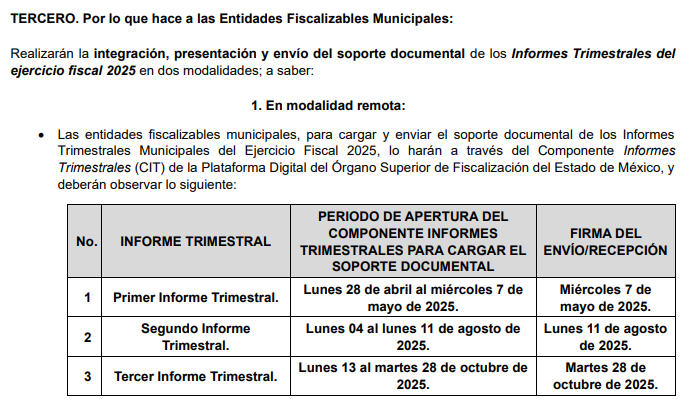 TERCERO. Por lo que hace a las Entidades Fiscalizables Municipales:
Realizarán la integración, presentación y envío del soporte documental de los Informes Trimestrales del
ejercicio fiscal 2025 en dos modalidades; a saber:
1. En modalidad remota:
• Las entidades fiscalizables municipales, para cargar y enviar el soporte documental de los Informes
Trimestrales Municipales del Ejercicio Fiscal 2025, lo harán a través del Componente Informes
Trimestrales (CIT) de la Plataforma Digital del Órgano Superior de Fiscalización del Estado de México, y
deberán observar lo siguiente:
No.
INFORME TRIMESTRAL
PERIODO DE APERTURA DEL
COMPONENTE INFORMES
TRIMESTRALES PARA CARGAR EL
SOPORTE DOCUMENTAL
FIRMA DEL
ENVÍO/RECEPCIÓN
1
Primer Informe Trimestral.
Lunes 28 de abril al miércoles 7 de
mayo de 2025.
Miércoles 7 de
mayo de 2025.
2
Segundo Informe
Trimestral.
Lunes 04 al lunes 11 de agosto de
2025.
Lunes 11 de agosto
de 2025.
3
Tercer Informe Trimestral.
Lunes 13 al martes 28 de octubre de
2025.
Martes 28 de
octubre de 2025.